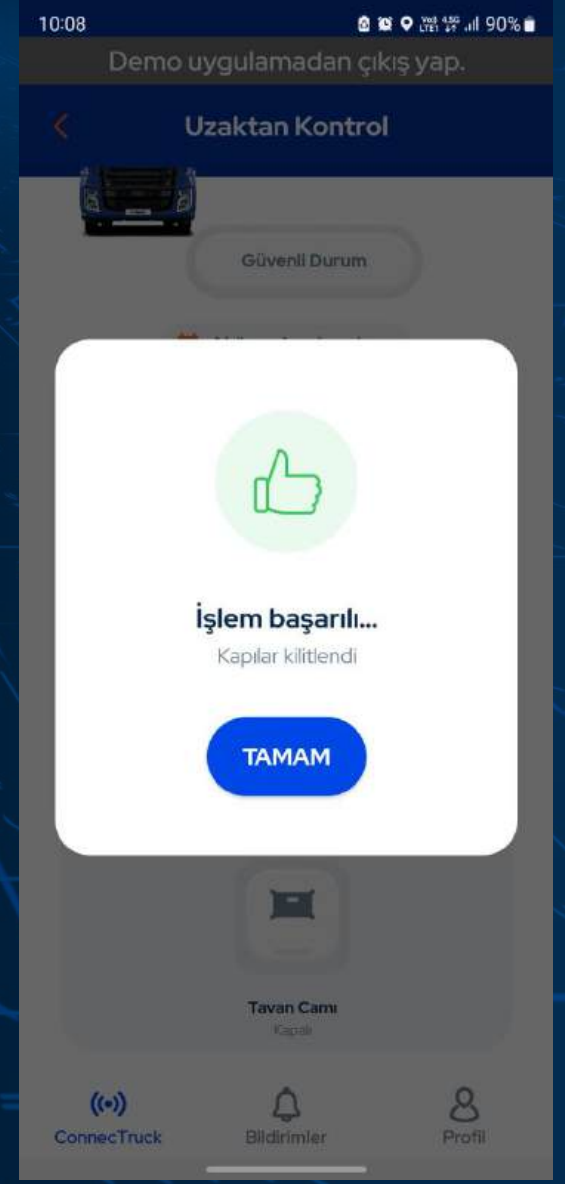 10:08
90%
Demo uygulamadan çıkış yap.
Uzaktan Kontrol
Güvenli Durum
İşlem başarılı...
Kapılar kilitlendi
TAMAM
Tavan Camı
Kapalı
ConnecTruck
Bildirimler
Profil